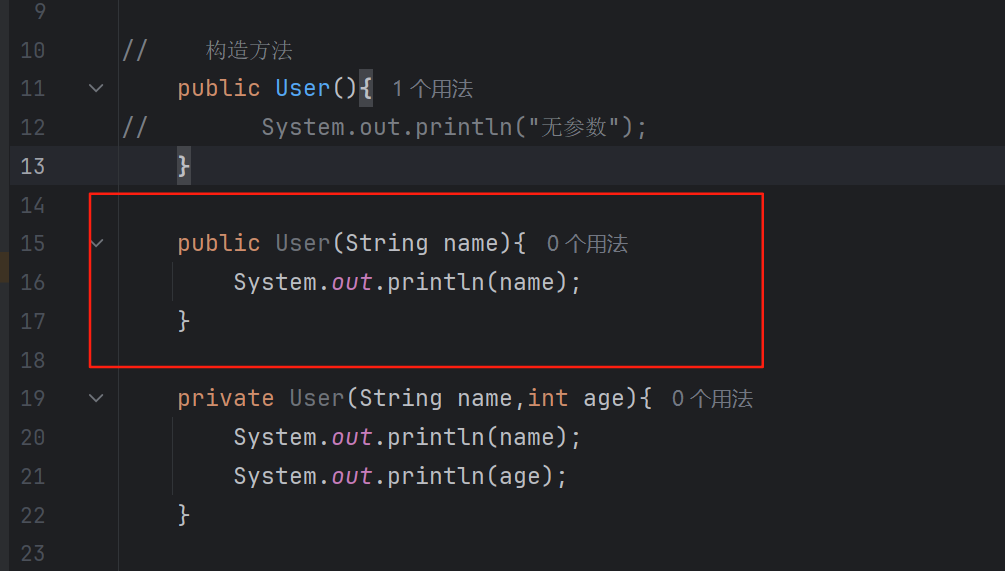 9
10 //    构造方法
11     public User(){ 1 个用法
12 //        System.out.println("无参数");
13     }
14
15     public User(String name){ 0 个用法
16         System.out.println(name);
17     }
18
19     private User(String name,int age){ 0 个用法
20         System.out.println(name);
21         System.out.println(age);
22     }
23